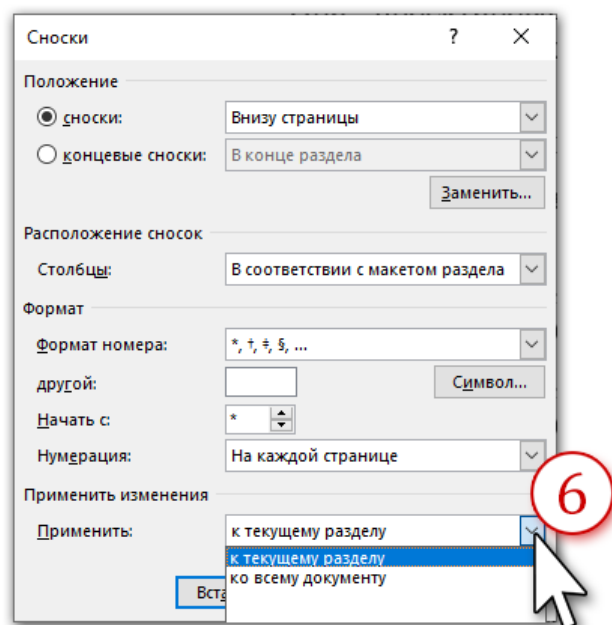 Сноски ?
Положение
сноски: Внизу страницы
концевые сноски: В конце раздела
Заменить...
Расположение сносок
Столбцы: В соответствии с макетом раздела
Формат
Формат номера: *, †, ‡, §, ...
другой: Символ...
Начать с: *
Нумерация: На каждой странице
Применить изменения
6
Применить: к текущему разделу
к текущему разделу
ко всему документу